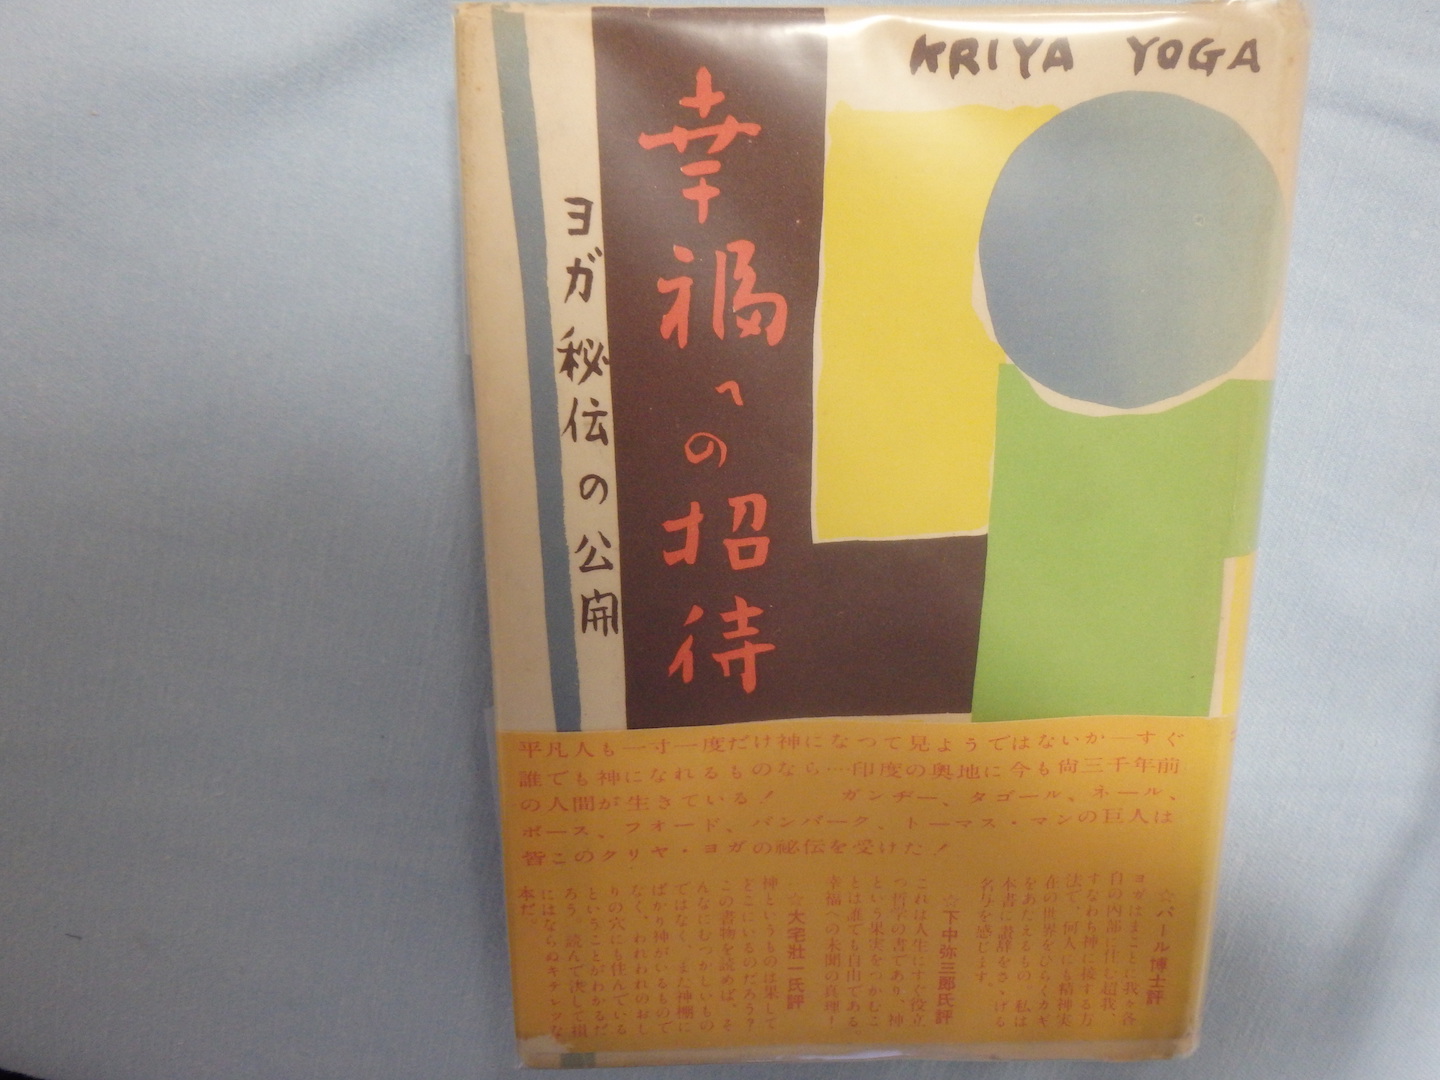 KRIYA YOGA
幸福への招待
ヨガ秘伝の公開
平凡人も一寸一度だけ神になって見ようではないか—すぐ
誰でも神になれるものなら…印度の奥地に今も尚三千年前
の人間が生きている！ ガンヂー、タゴール、ネール、
ボース、フォード、バンバーク、トーマス・マンの巨人は
皆このクリヤ・ヨガの秘伝を受けた！
☆パール博士評
ヨガはまことに我々各
自の内部に住む超我、
すなわち神に接する方
法で、何人にも精神実
在の世界をひらくカギ
をあたえるもの 私は
本書に讃辞をさゝげる
名与を感じます。
☆下中弥三郎氏評
これは人生にすぐ役立
つ哲学の書であり、神
という果実をつかむこ
とは誰でも自由である
幸福への未聞の真理！
☆大宅壯一氏評
神というものは果して
どこにいるのだろう？
この書物を読めば、そ
んなにむつかしいもの
ではなく、また神棚に
ばかり神がいるもので
なく、われわれのおし
りの穴にも住んでいる
ということがわかるだ
ろう 読んで決して損
にはならぬキテレツな
本だ。